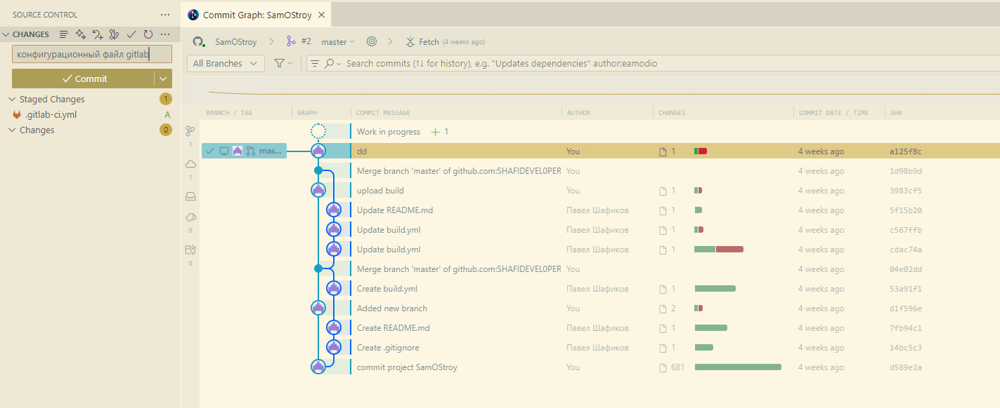 SOURCE CONTROL
CHANGES
конфигурационный файл gitlab
Commit
Staged Changes 1
.gitlab-ci.yml A
Changes 0
Commit Graph: SamOStroy
SamOStroy #2 master Fetch (4 weeks ago)
All Branches Search commits (↑↓ for history), e.g. "Updates dependencies" author:eamodio
BRANCH / TAG GRAPH COMMIT MESSAGE AUTHOR CHANGES COMMIT DATE / TIME SHA
1
1
0
0
Work in progress + 1
mas... dd You 1 4 weeks ago a125f8c
Merge branch 'master' of github.com:SHAFIDEVELOPER You 4 weeks ago 1d98b9d
upload build You 1 4 weeks ago 3983cf5
Update README.md Павел Шафиков 1 4 weeks ago 5f15b20
Update build.yml Павел Шафиков 1 4 weeks ago c567ffb
Update build.yml Павел Шафиков 1 4 weeks ago cdac74a
Merge branch 'master' of github.com:SHAFIDEVELOPER You 4 weeks ago 04e02dd
Create build.yml Павел Шафиков 1 4 weeks ago 53a91f1
Added new branch You 2 4 weeks ago d1f596e
Create README.md Павел Шафиков 1 4 weeks ago 7fb94c1
Create .gitignore Павел Шафиков 1 4 weeks ago 14bc5c3
commit project SamOStroy You 681 4 weeks ago d589e2a